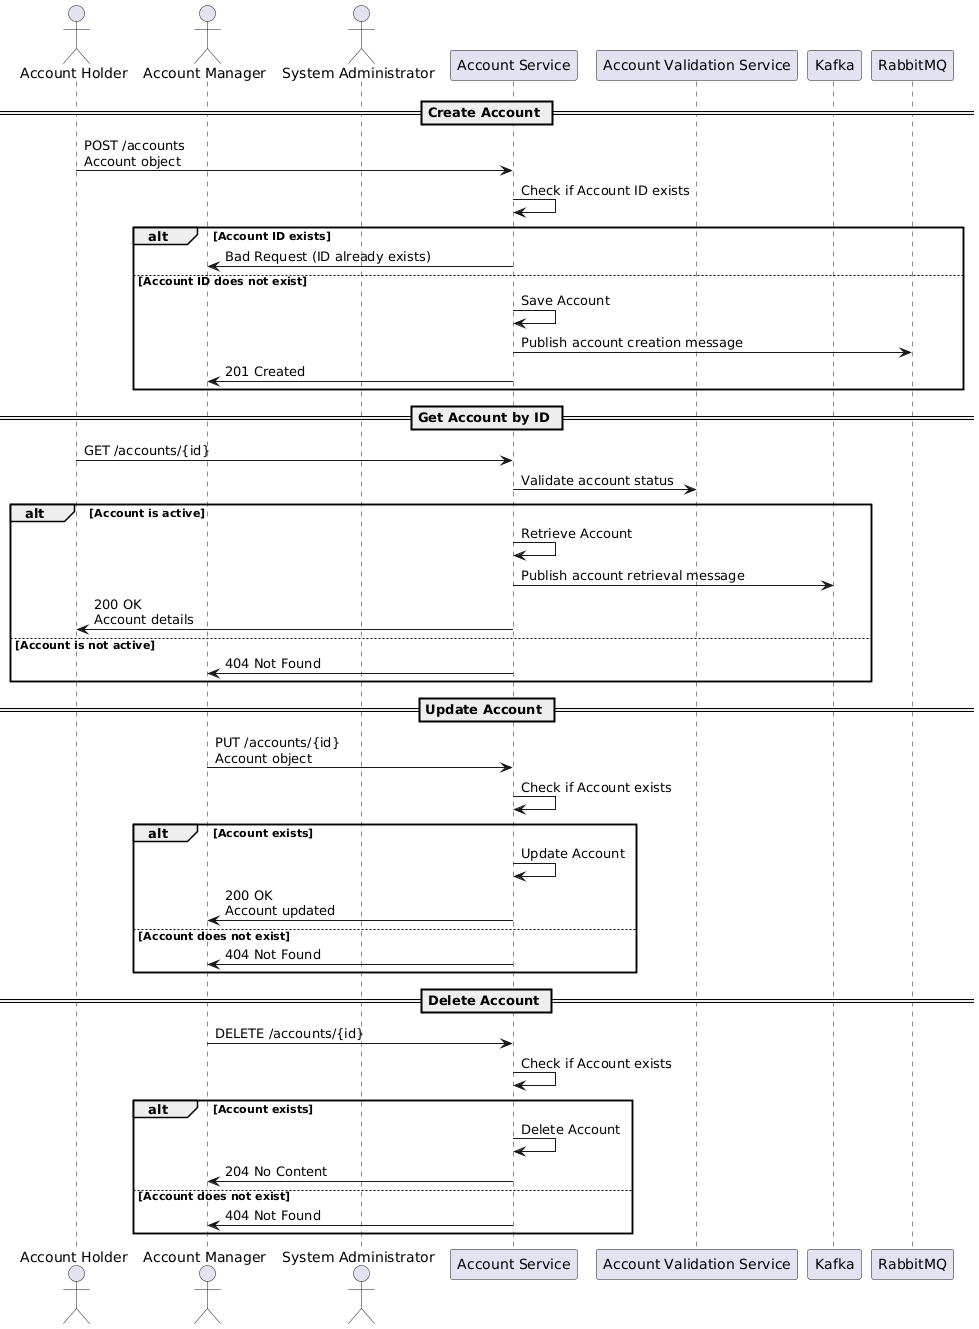 Account Holder
Account Manager
System Administrator
Account Service
Account Validation Service
Kafka
RabbitMQ
Create Account
POST /accounts
Account object
Check if Account ID exists
alt
[Account ID exists]
Bad Request (ID already exists)
[Account ID does not exist]
Save Account
Publish account creation message
201 Created
Get Account by ID
GET /accounts/{id}
Validate account status
alt
[Account is active]
Retrieve Account
Publish account retrieval message
200 OK
Account details
[Account is not active]
404 Not Found
Update Account
PUT /accounts/{id}
Account object
Check if Account exists
alt
[Account exists]
Update Account
200 OK
Account updated
[Account does not exist]
404 Not Found
Delete Account
DELETE /accounts/{id}
Check if Account exists
alt
[Account exists]
Delete Account
204 No Content
[Account does not exist]
404 Not Found
Account Holder
Account Manager
System Administrator
Account Service
Account Validation Service
Kafka
RabbitMQ